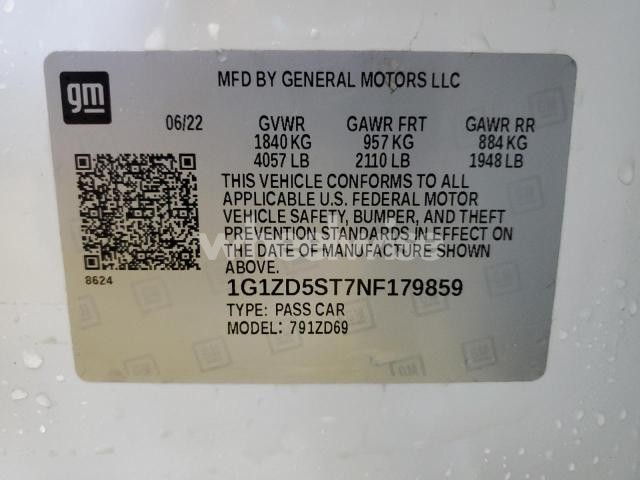 gm
MFD BY GENERAL MOTORS LLC
06/22 GVWR GAWR FRT GAWR RR
1840 KG 957 KG 884 KG
4057 LB 2110 LB 1948 LB
THIS VEHICLE CONFORMS TO ALL
APPLICABLE U.S. FEDERAL MOTOR
VEHICLE SAFETY, BUMPER, AND THEFT
PREVENTION STANDARDS IN EFFECT ON
THE DATE OF MANUFACTURE SHOWN
ABOVE.
8624
1G1ZD5ST7NF179859
TYPE: PASS CAR
MODEL: 791ZD69